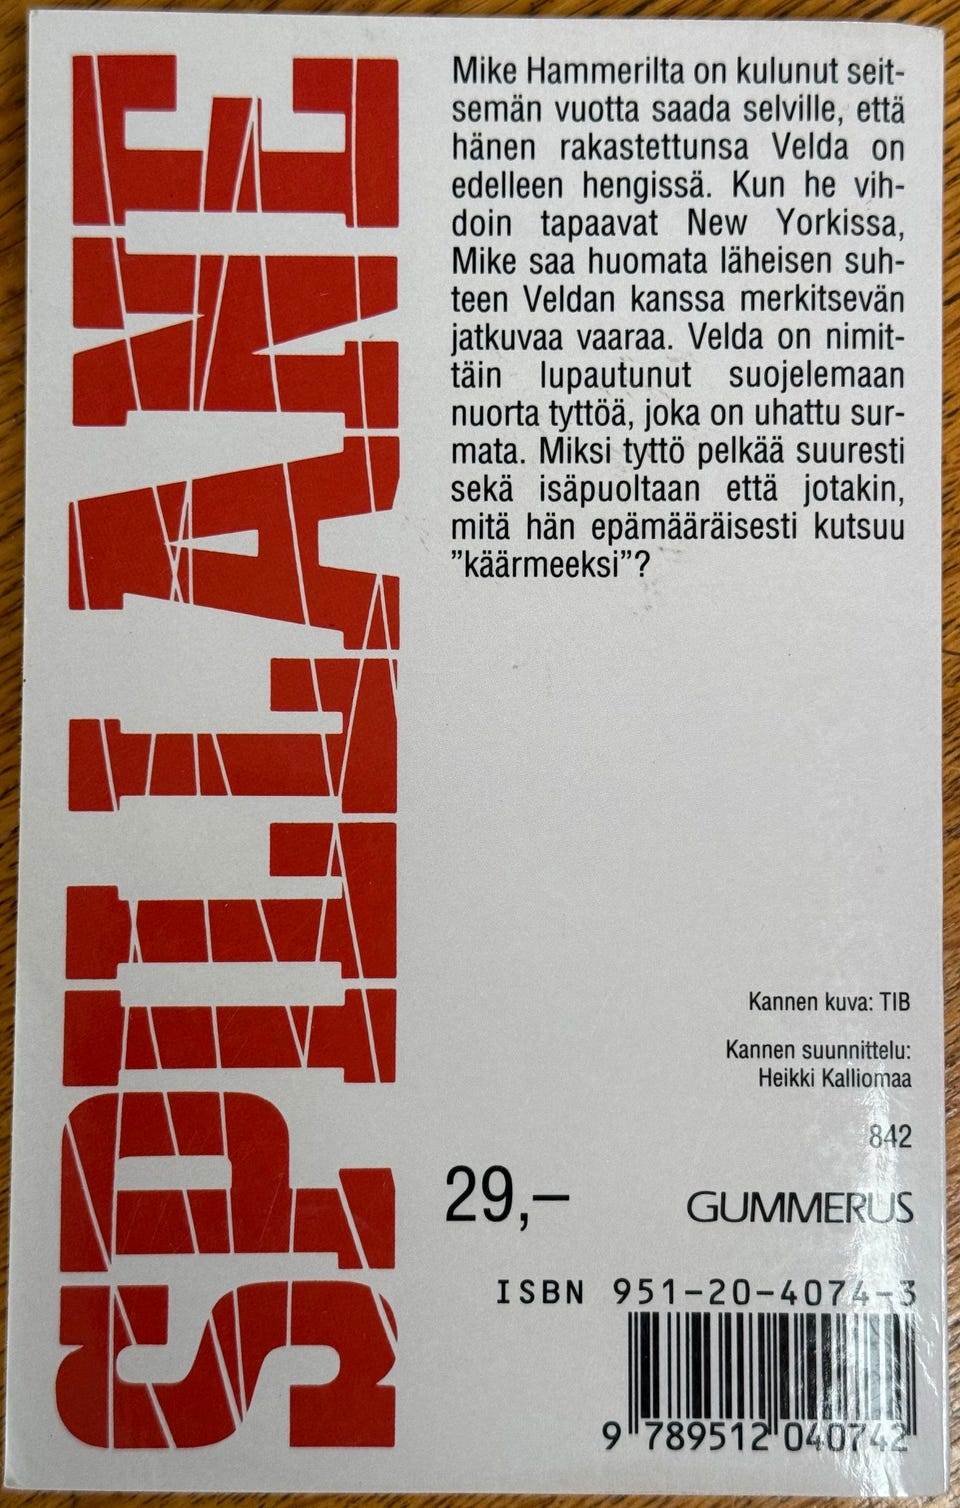 SPILLANE
Mike Hammerilta on kulunut seit-
semän vuotta saada selville, että
hänen rakastettunsa Velda on
edelleen hengissä. Kun he vih-
doin tapaavat New Yorkissa,
Mike saa huomata läheisen suh-
teen Veldan kanssa merkitsevän
jatkuvaa vaaraa. Velda on nimit-
täin lupautunut suojelemaan
nuorta tyttöä, joka on uhattu sur-
mata. Miksi tyttö pelkää suuresti
sekä isäpuoltaan että jotakin,
mitä hän epämääräisesti kutsuu
”käärmeeksi”?
Kannen kuva: TIB
Kannen suunnittelu:
Heikki Kalliomaa
842
29,–
GUMMERUS
ISBN 951-20-4074-3
9 789512 040742